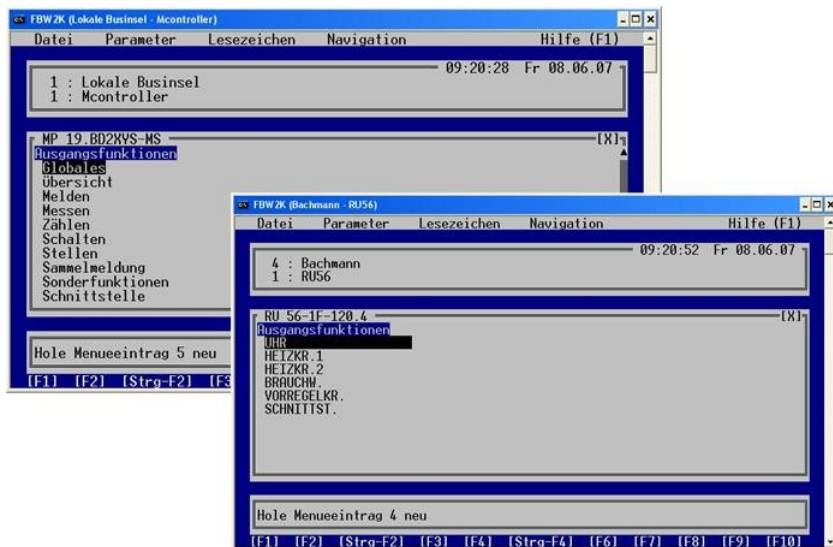 FBW2K (Lokale Businsel - Mcontroller)
Datei Parameter Lesezeichen Navigation Hilfe (F1)
09:20:28 Fr 08.06.07
1 : Lokale Businsel
1 : Mcontroller
MP 19.BD2XYS-MS [X]
Ausgangsfunktionen
Globales
Übersicht
Melden
Messen
Zählen
Schalten
Stellen
Sammelmeldung
Sonderfunktionen
Schnittstelle
Hole Menueeintrag 5 neu
[F1] [F2] [Strg-F2] [F3
FBW2K (Bachmann - RU56)
Datei Parameter Lesezeichen Navigation Hilfe (F1)
09:20:52 Fr 08.06.07
4 : Bachmann
1 : RU56
RU 56-1F-120.4 [X]
Ausgangsfunktionen
UHR
HEIZKR.1
HEIZKR.2
BRAUCHW.
VORREGELKR.
SCHNITTST.
Hole Menueeintrag 4 neu
[F1] [F2] [Strg-F2] [F3] [F4] [Strg-F4] [F6] [F7] [F8] [F9] [F10]